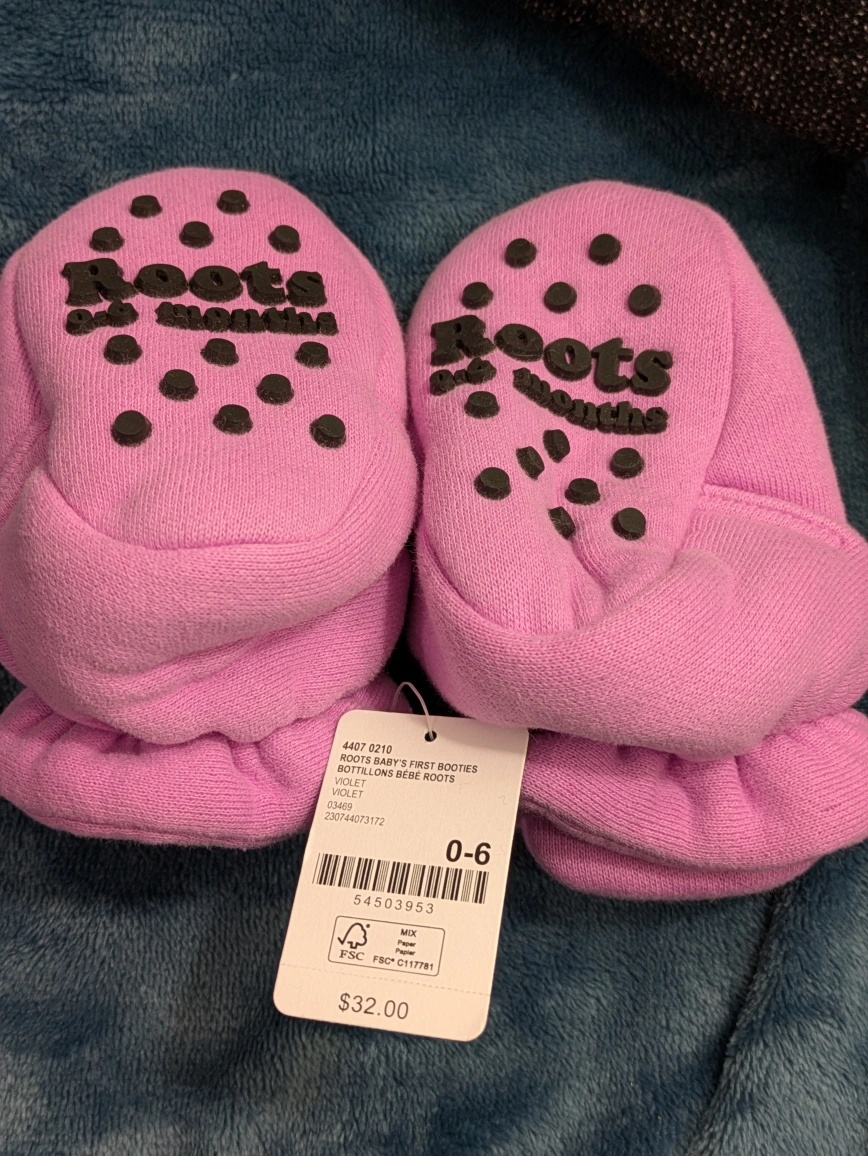 Roots
0-6 months
Roots
0-6 months
4407 0210
ROOTS BABY'S FIRST BOOTIES
BOTTILLONS BÉBÉ ROOTS
VIOLET
VIOLET
03469
230744073172
0-6
54503953
MIX
Paper
Papier
FSC
FSC® C117781
$32.00